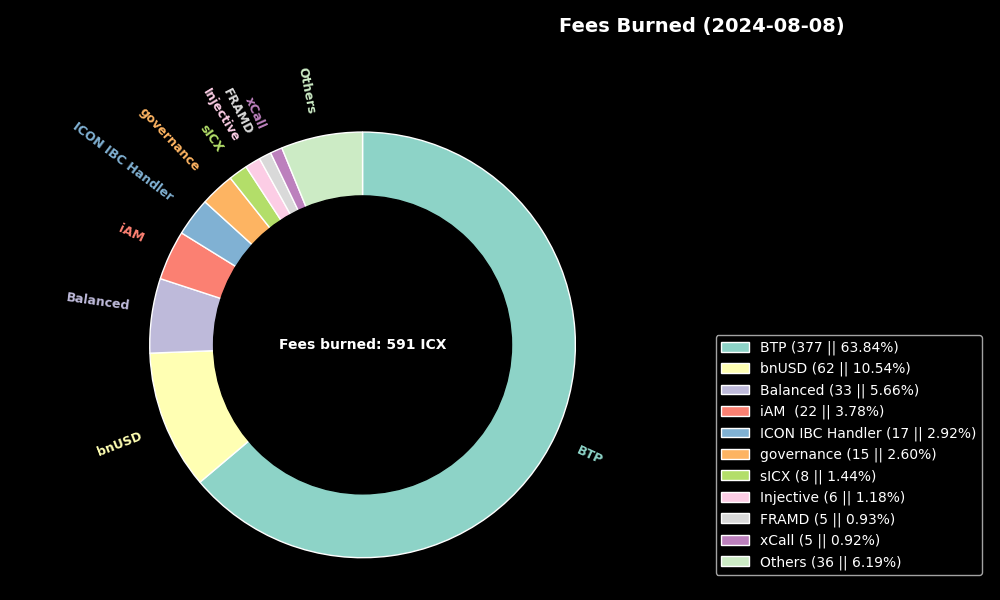 Fees Burned (2024-08-08)
Others
xCall
FRAMD
Injective
sICX
governance
ICON IBC Handler
iAM
Balanced
bnUSD
BTP
Fees burned: 591 ICX
BTP (377 || 63.84%)
bnUSD (62 || 10.54%)
Balanced (33 || 5.66%)
iAM  (22 || 3.78%)
ICON IBC Handler (17 || 2.92%)
governance (15 || 2.60%)
sICX (8 || 1.44%)
Injective (6 || 1.18%)
FRAMD (5 || 0.93%)
xCall (5 || 0.92%)
Others (36 || 6.19%)